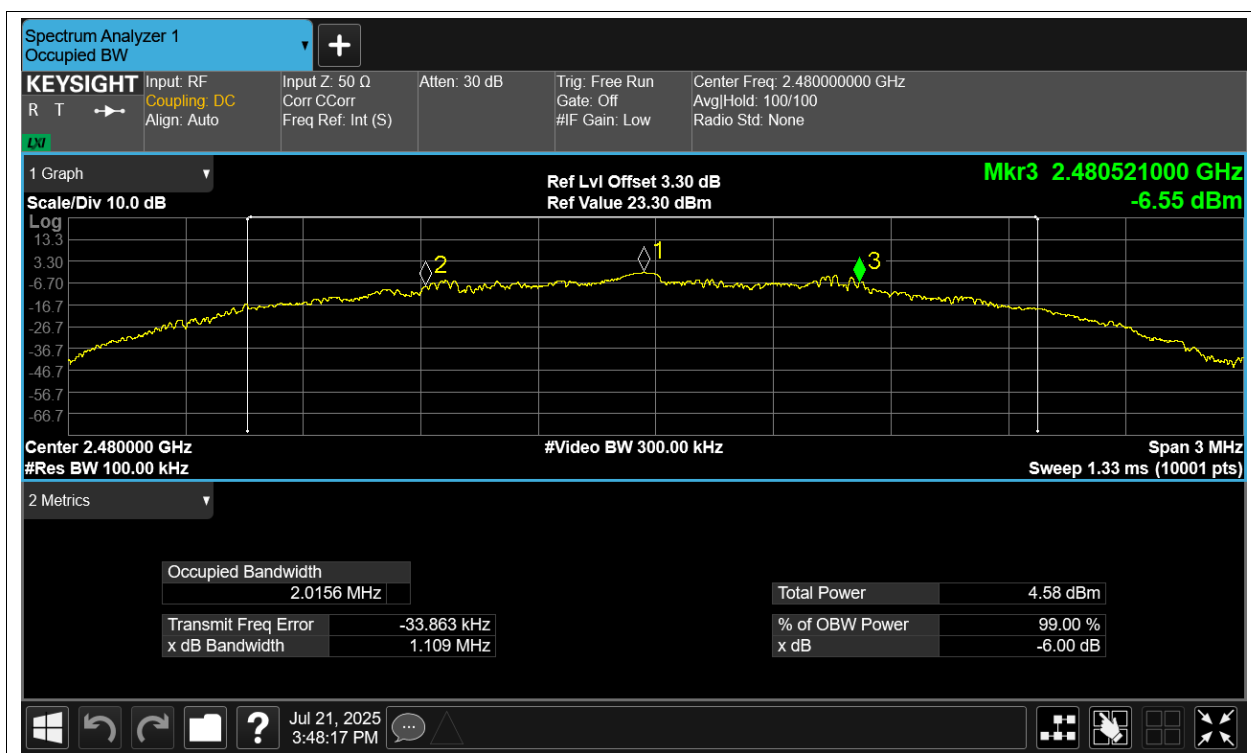 Spectrum Analyzer 1
Occupied BW
KEYSIGHT
R T
LXI
Input: RF
Coupling: DC
Align: Auto
Input Z: 50 Ω
Corr CCorr
Freq Ref: Int (S)
Atten: 30 dB
Trig: Free Run
Gate: Off
#IF Gain: Low
Center Freq: 2.480000000 GHz
Avg|Hold: 100/100
Radio Std: None
1 Graph
Scale/Div 10.0 dB
Ref Lvl Offset 3.30 dB
Ref Value 23.30 dBm
Mkr3 2.480521000 GHz
-6.55 dBm
Log
13.3
3.30
-6.70
-16.7
-26.7
-36.7
-46.7
-56.7
-66.7
2
1
3
Center 2.480000 GHz
#Video BW 300.00 kHz
Span 3 MHz
#Res BW 100.00 kHz
Sweep 1.33 ms (10001 pts)
2 Metrics
Occupied Bandwidth
2.0156 MHz
Total Power 4.58 dBm
Transmit Freq Error -33.863 kHz
% of OBW Power 99.00 %
x dB Bandwidth 1.109 MHz
x dB -6.00 dB
?
Jul 21, 2025
3:48:17 PM